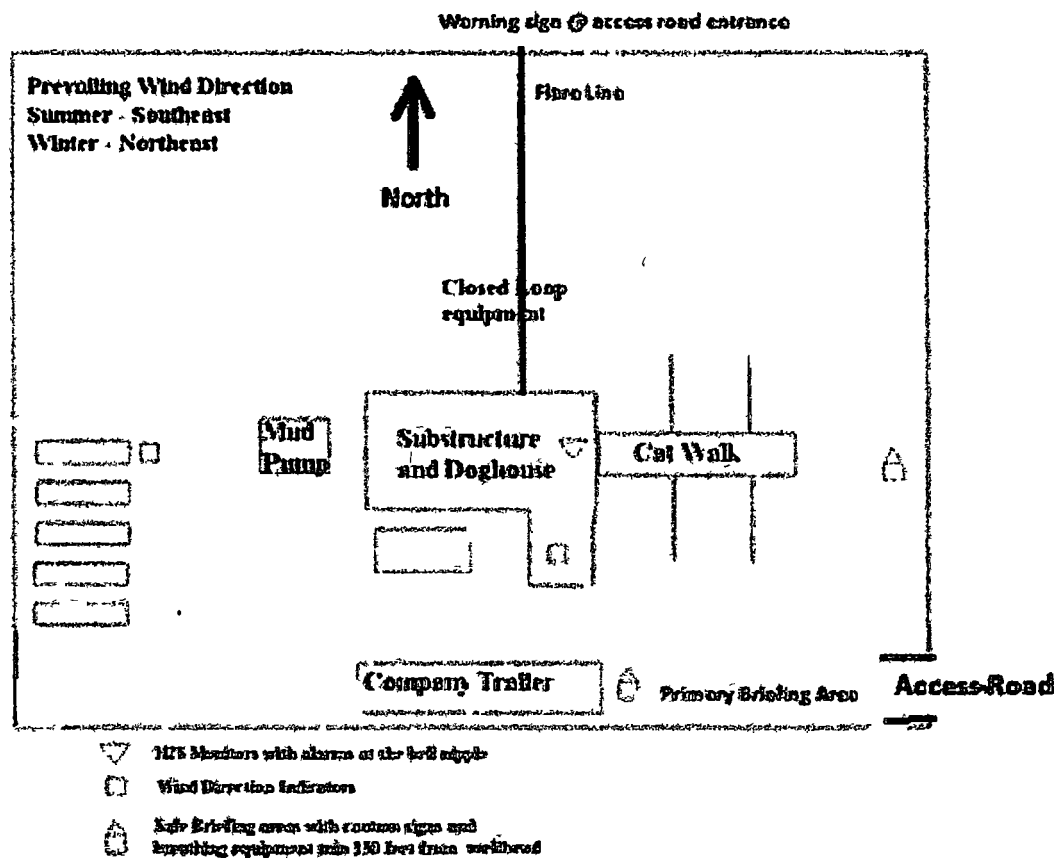 Warning sign @ access road entrance
Prevailing Wind Direction
Summer - Southeast
Winter - Northeast
North
Flare Line
Closed Loop
equipment
Mud
Pump
Substructure
and Doghouse
Cat Walk
Company Trailer
Primary Briefing Area
Access Road
H2S Monitors with alarms at the bell nipple
Wind Direction Indicators
Safe Briefing areas with caution signs and
breathing equipment min 150 feet from wellhead